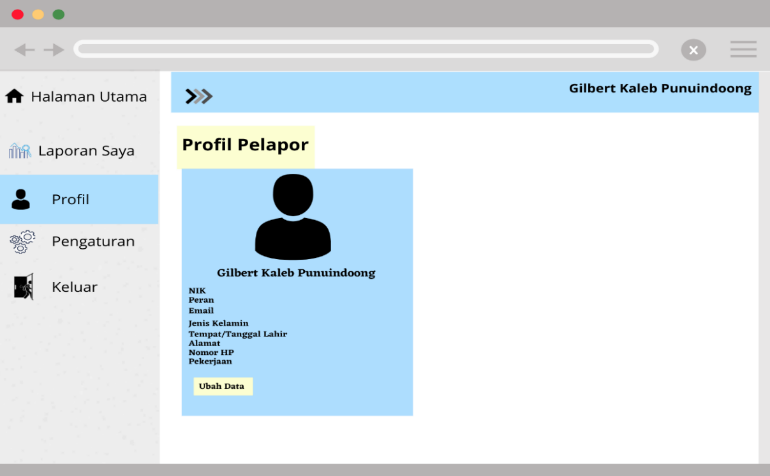 Halaman Utama
Laporan Saya
Profil
Pengaturan
Keluar
Gilbert Kaleb Punuindoong
Profil Pelapor
Gilbert Kaleb Punuindoong
NIK
Peran
Email
Jenis Kelamin
Tempat/Tanggal Lahir
Alamat
Nomor HP
Pekerjaan
Ubah Data